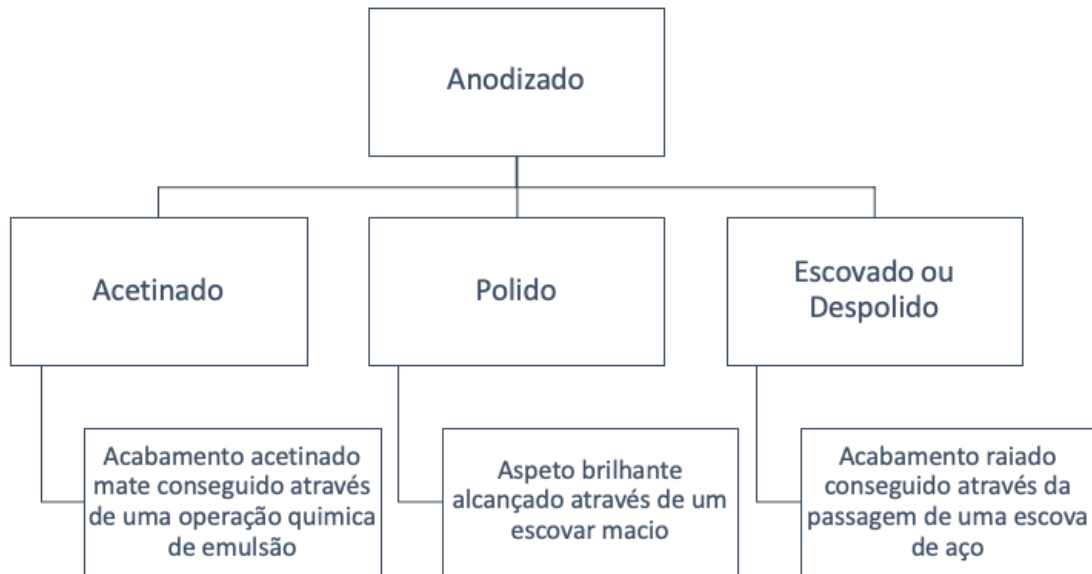 Anodizado
Acetinado
Polido
Escovado ou
Despolido
Acabamento acetinado
mate conseguido através
de uma operação quimica
de emulsão
Aspeto brilhante
alcançado através de um
escovar macio
Acabamento raiado
conseguido através da
passagem de uma escova
de aço